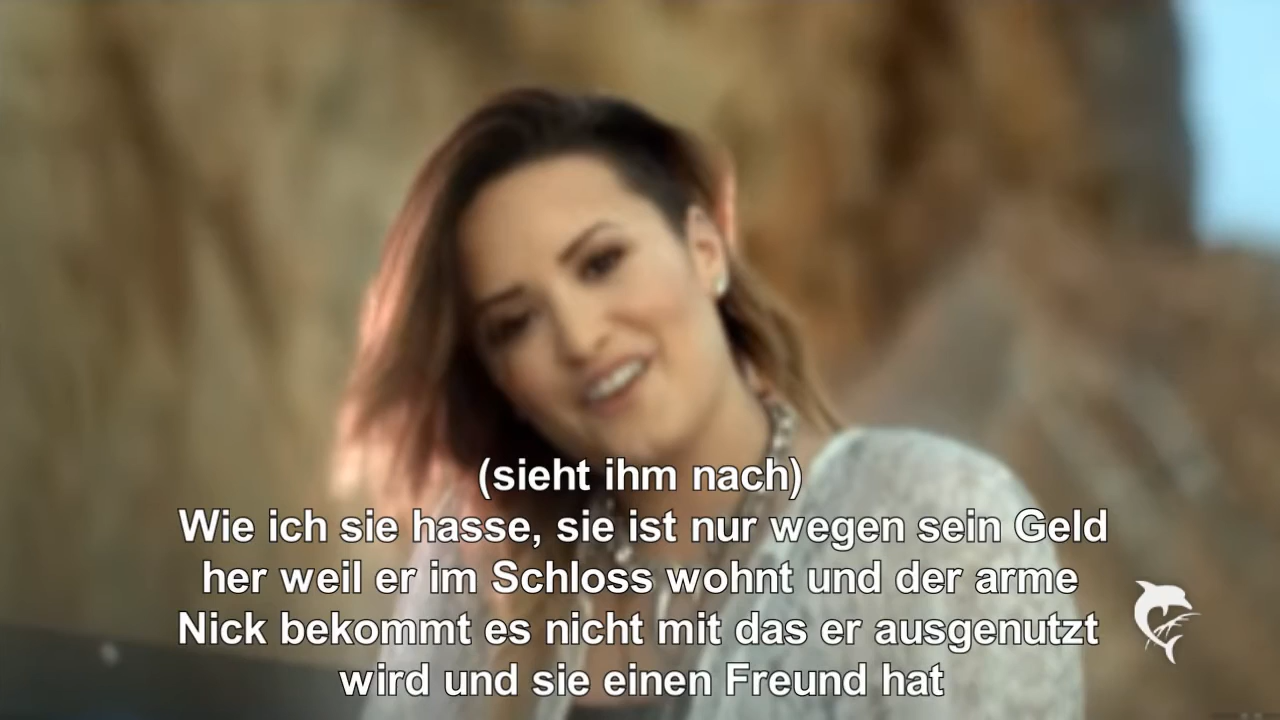 (sieht ihm nach)
Wie ich sie hasse, sie ist nur wegen sein Geld
her weil er im Schloss wohnt und der arme
Nick bekommt es nicht mit das er ausgenutzt
wird und sie einen Freund hat